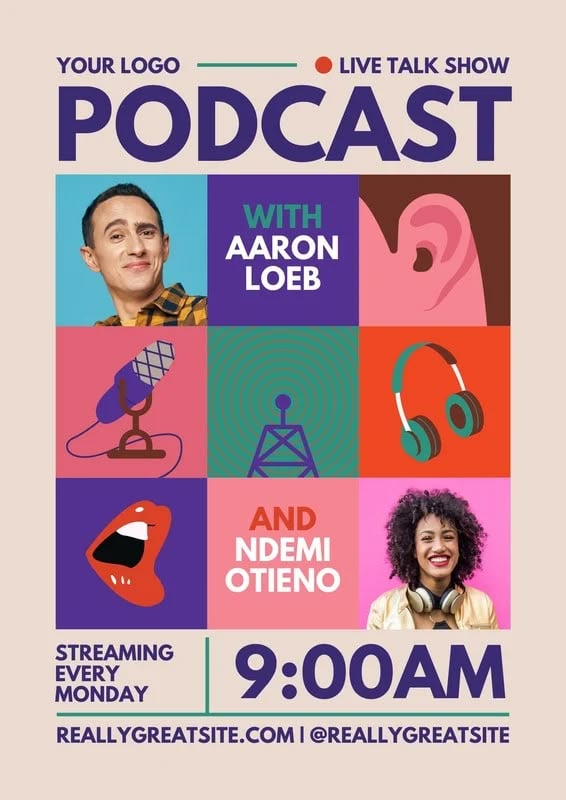 YOUR LOGO
LIVE TALK SHOW
PODCAST
WITH
AARON
LOEB
AND
NDEMI
OTIENO
STREAMING
EVERY
MONDAY
9:00AM
REALLYGREATSITE.COM | @REALLYGREATSITE